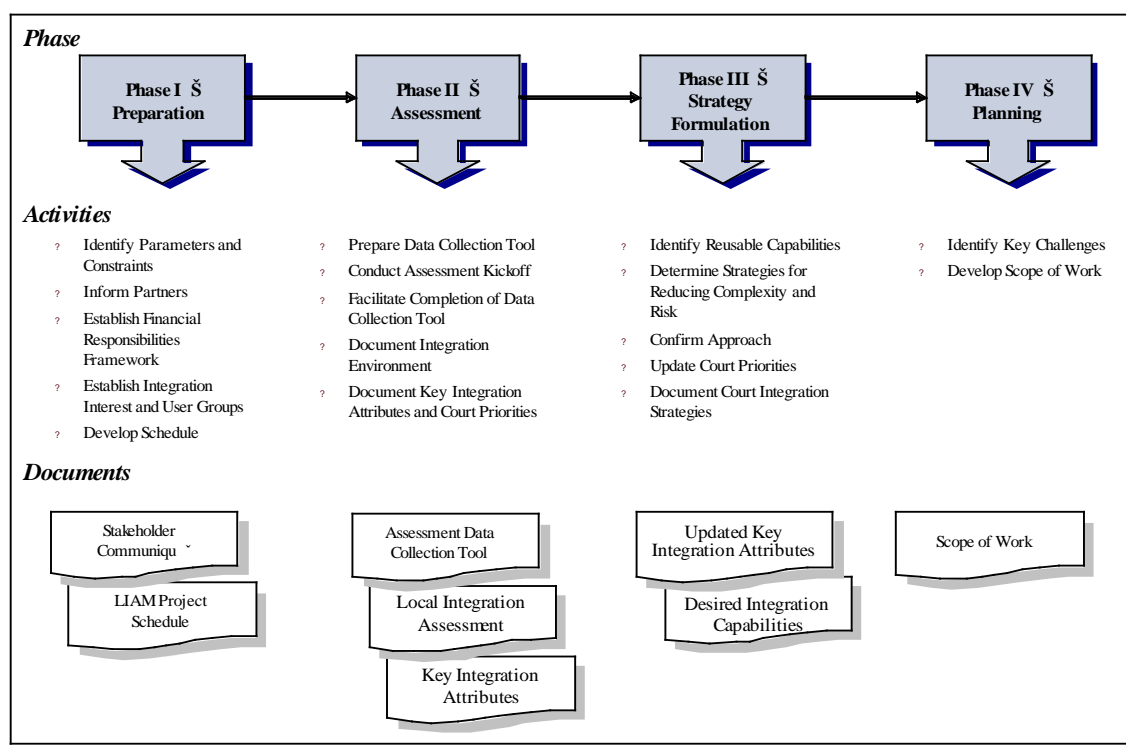 Phase
Phase I Š
Preparation
Phase II Š
Assessment
Phase III Š
Strategy
Formulation
Phase IV Š
Planning
Activities
? Identify Parameters and
Constraints
? Inform Partners
? Establish Financial
Responsibilities
Framework
? Establish Integration
Interest and User Groups
? Develop Schedule
? Prepare Data Collection Tool
? Conduct Assessment Kickoff
? Facilitate Completion of Data
Collection Tool
? Document Integration
Environment
? Document Key Integration
Attributes and Court Priorities
? Identify Reusable Capabilities
? Determine Strategies for
Reducing Complexity and
Risk
? Confirm Approach
? Update Court Priorities
? Document Court Integration
Strategies
? Identify Key Challenges
? Develop Scope of Work
Documents
Stakeholder
Communiqu ˇ
LIAM Project
Schedule
Assessment Data
Collection Tool
Local Integration
Assessment
Key Integration
Attributes
Updated Key
Integration Attributes
Desired Integration
Capabilities
Scope of Work